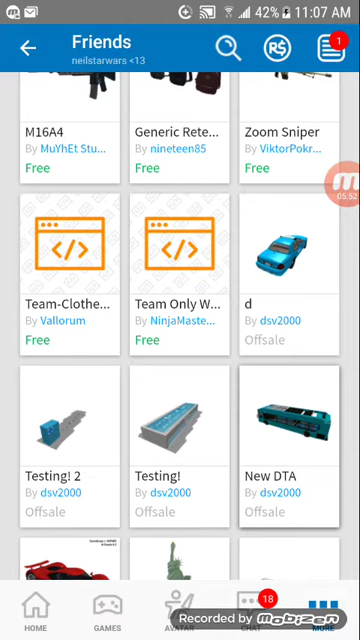 42% 11:07 AM
Friends
neilstarwars <13
R$
1
M16A4
By MuYhEt Stu...
Free
Generic Rete...
By nineteen85
Free
Zoom Sniper
By ViktorPokr...
Free
05:52
Team-Clothe...
By Vallorum
Free
Team Only W...
By NinjaMaste...
Free
d
By dsv2000
Offsale
Testing! 2
By dsv2000
Offsale
Testing!
By dsv2000
Offsale
New DTA
By dsv2000
Offsale
HOME
GAMES
AVATAR
CHAT
18
MORE
Recorded by mobizen